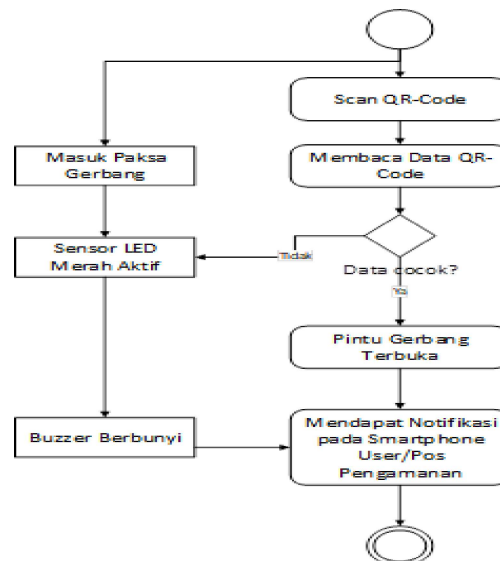 Scan QR-Code
Masuk Paksa
Gerbang
Membaca Data QR-
Code
Sensor LED
Merah Aktif
Tidak
Data cocok?
Ya
Pintu Gerbang
Terbuka
Buzzer Berbunyi
Mendapat Notifikasi
pada Smartphone
User/Pos
Pengamanan